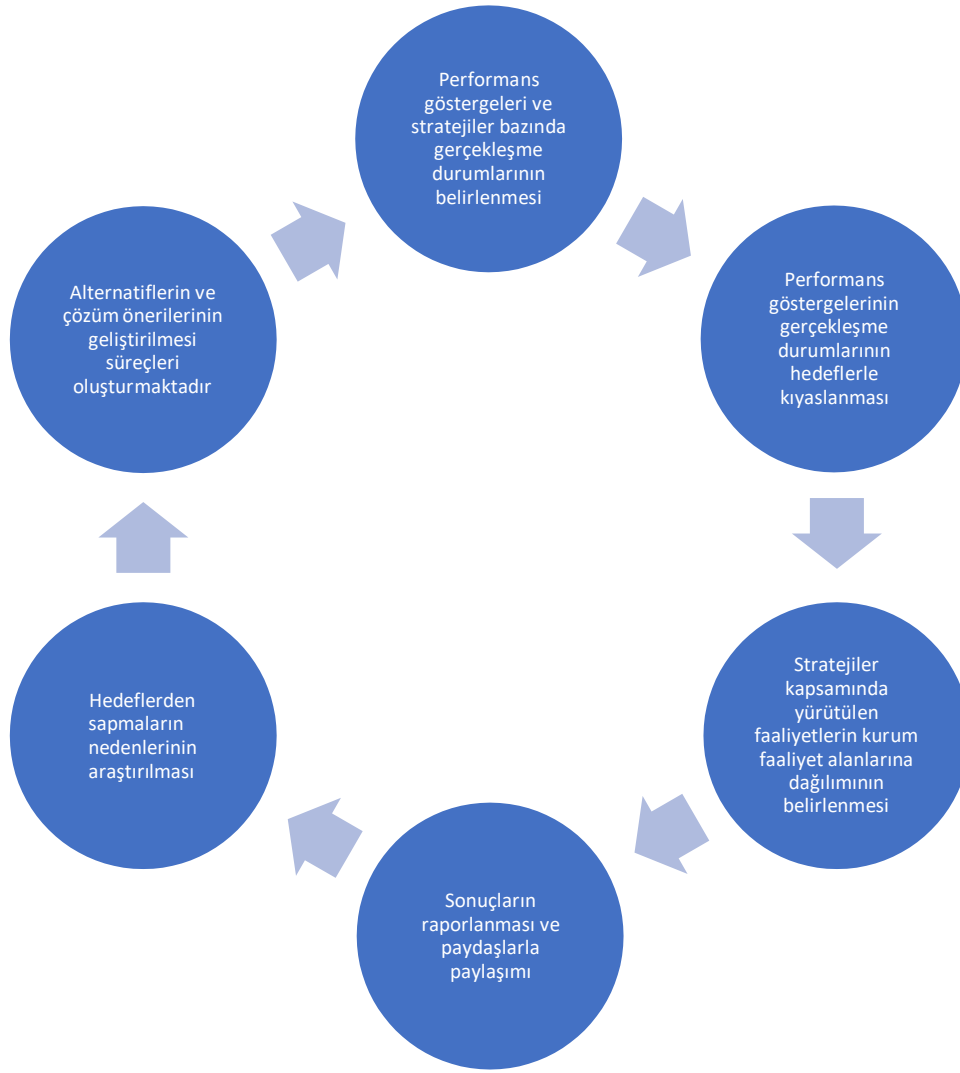 Performans
göstergeleri ve
stratejiler bazında
gerçekleşme
durumlarının
belirlenmesi
Performans
göstergelerinin
gerçekleşme
durumlarının
hedeflerle
kıyaslanması
Stratejiler
kapsamında
yürütülen
faaliyetlerin kurum
faaliyet alanlarına
dağılımının
belirlenmesi
Sonuçların
raporlanması ve
paydaşlarla
paylaşımı
Hedeflerden
sapmaların
nedenlerinin
araştırılması
Alternatiflerin ve
çözüm önerilerinin
geliştirilmesi
süreçleri
oluşturmaktadır